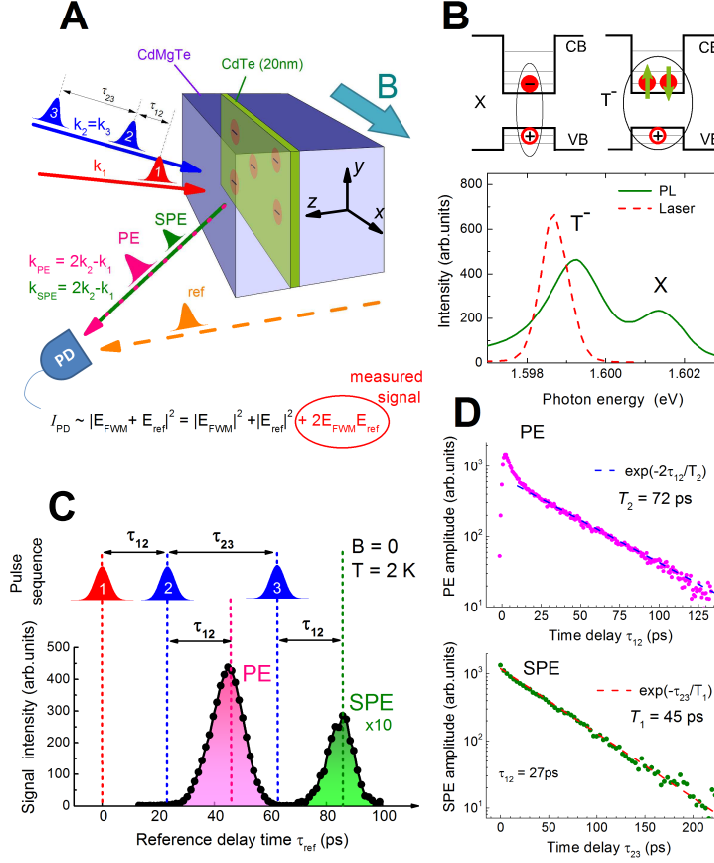 A
CdMgTe
CdTe (20nm)
B
τ23
τ12
3
2
k2=k3
1
k1
y
z
x
SPE
PE
kPE = 2k2-k1
kSPE = 2k2-k1
ref
PD
measured
signal
IPD ~ |EFWM+ Eref|2 = |EFWM|2 +|Eref|2 + 2EFWMEref
B
CB
CB
X
T-
VB
VB
800
600
400
200
0
Intensity (arb.units)
PL
Laser
T-
X
1.598
1.600
1.602
Photon energy (eV)
C
Pulse
sequence
τ12
τ23
B = 0
T = 2 K
1
2
3
τ12
τ12
500
400
300
200
100
0
Signal intensity (arb.units)
PE
SPE
x10
0
20
40
60
80
100
Reference delay time τref (ps)
D
PE
exp(-2τ12/T2)
T2 = 72 ps
103
102
101
PE amplitude (arb.units)
0
25
50
75
100
125
Time delay τ12 (ps)
SPE
exp(-τ23/T1)
T1 = 45 ps
τ12 = 27ps
103
102
101
SPE amplitude (arb.units)
0
50
100
150
200
Time delay τ23 (ps)